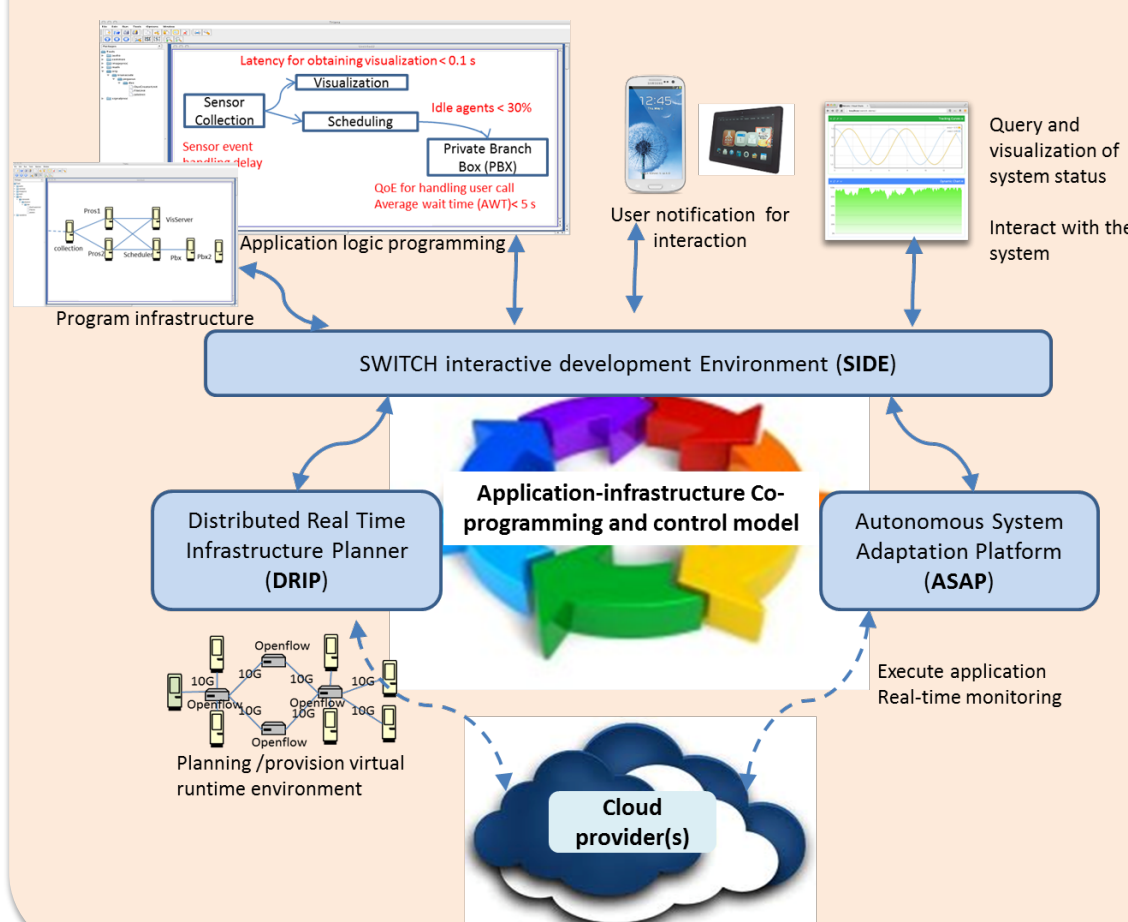 Latency for obtaining visualization< 0.1 s
Visualization
Sensor
Collection
Idle agents < 30%
Scheduling
Private Branch
Box (PBX)
Sensor event
handling delay
QoE for handling user call
Average wait time (AWT)< 5 s
12:45
Query and
visualization of
system status
Interact with the
system
User notification for
interaction
Application logic programming
Pros1
VisServer
collection
Pros2
Scheduler
Pbx
Pbx2
Program infrastructure
SWITCH interactive development Environment (SIDE)
Application-infrastructure Co-
programming and control model
Distributed Real Time
Infrastructure Planner
(DRIP)
Autonomous System
Adaptation Platform
(ASAP)
Openflow
10G
10G
10G
10G
Openflow
Openflow
10G
10G
10G
Openflow
Planning /provision virtual
runtime environment
Execute application
Real-time monitoring
Cloud
provider(s)